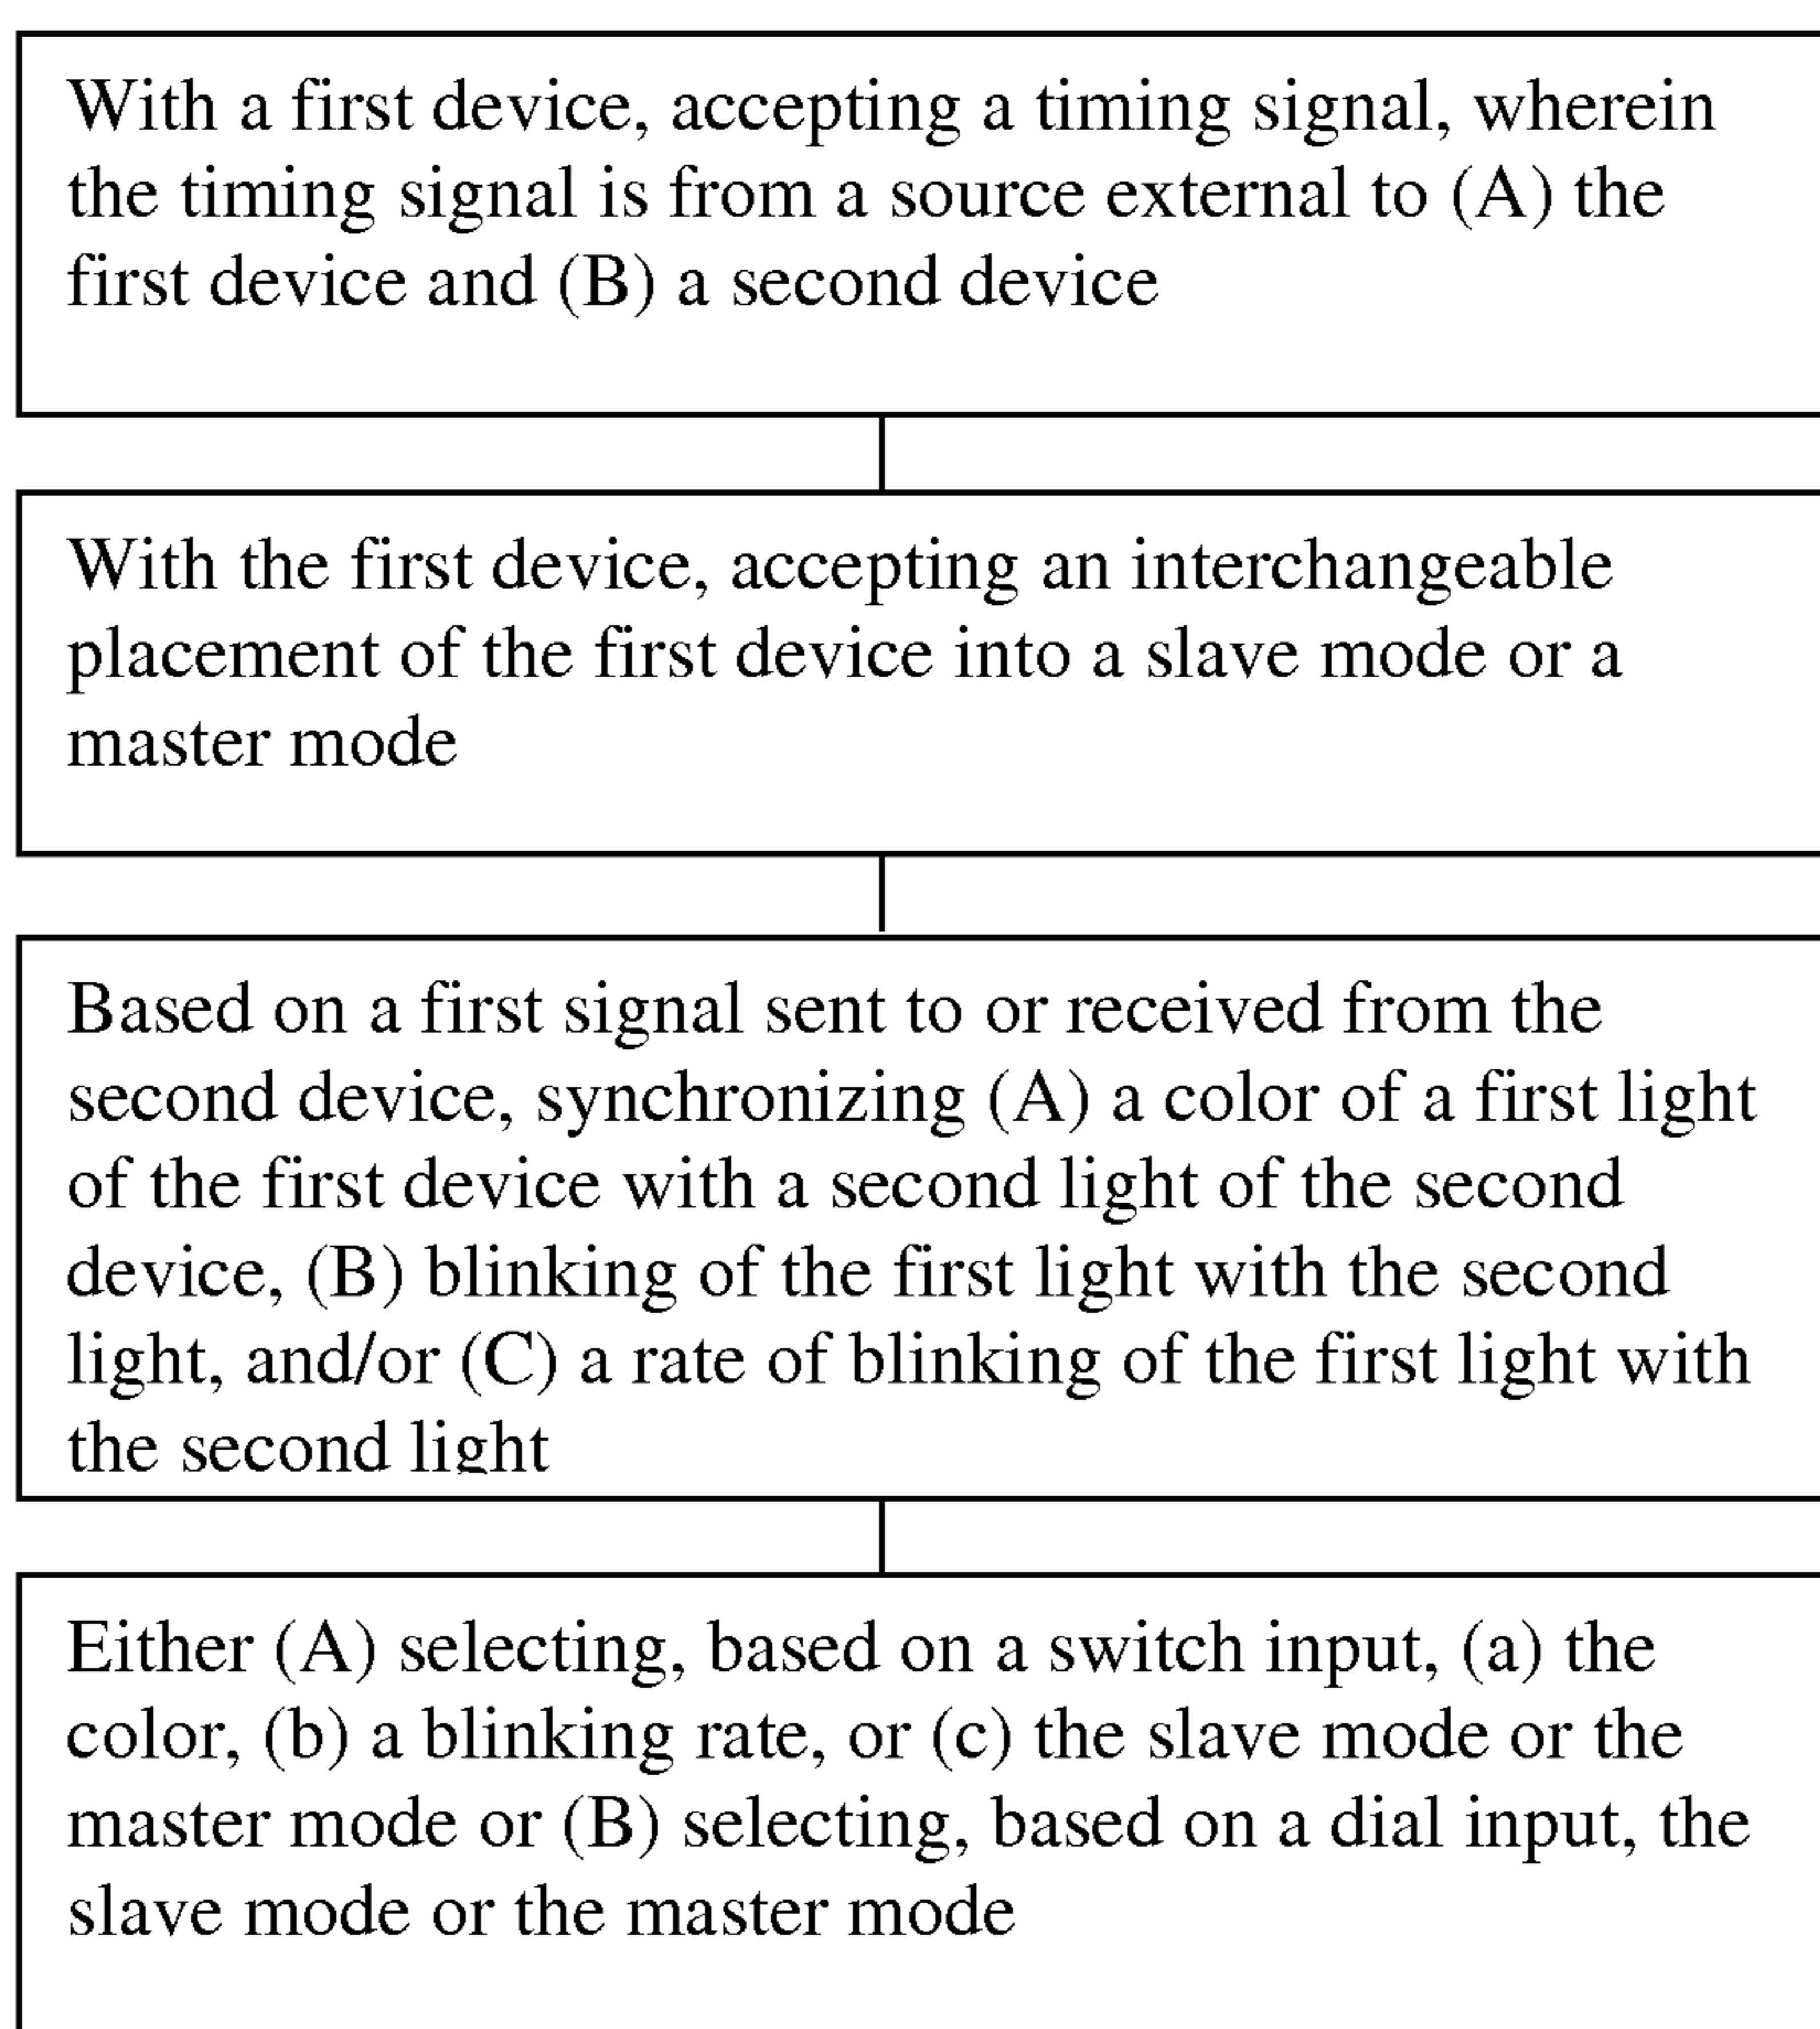 With a first device, accepting a timing signal, wherein
the timing signal is from a source external to (A) the
first device and (B) a second device
With the first device, accepting an interchangeable
placement of the first device into a slave mode or a
master mode
Based on a first signal sent to or received from the
second device, synchronizing (A) a color of a first light
of the first device with a second light of the second
device, (B) blinking of the first light with the second
light, and/or (C) a rate of blinking of the first light with
the second light
Either (A) selecting, based on a switch input, (a) the
color, (b) a blinking rate, or (c) the slave mode or the
master mode or (B) selecting, based on a dial input, the
slave mode or the master mode